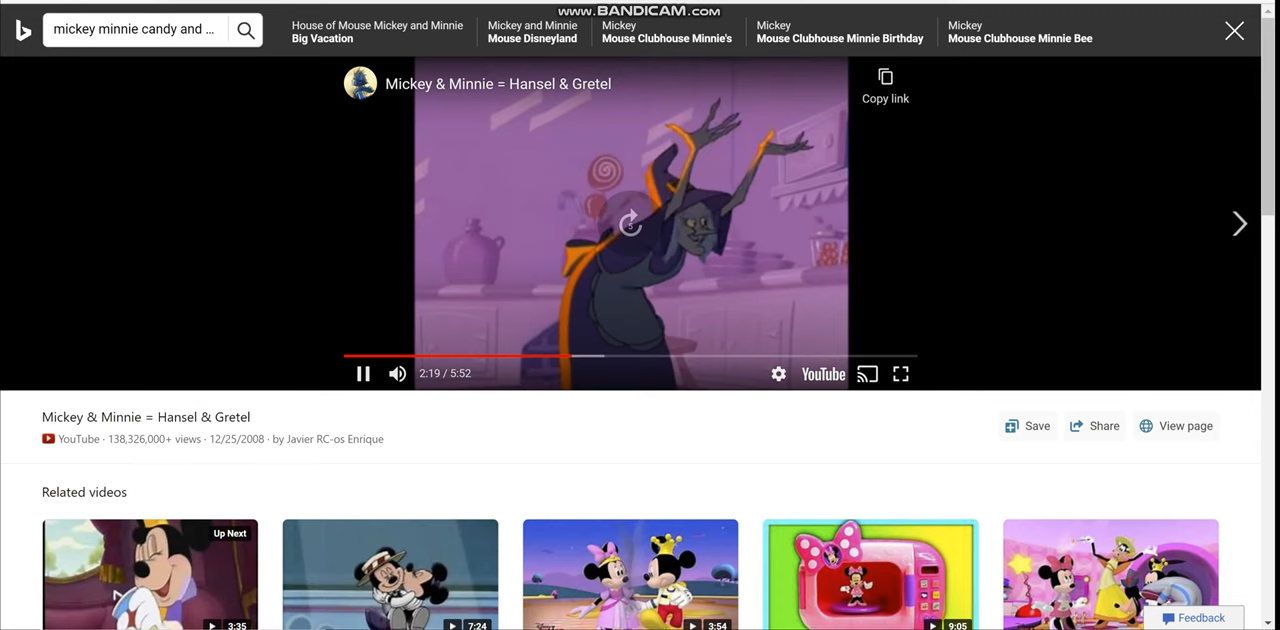 www.BANDICAM.com
mickey minnie candy and ...
House of Mouse Mickey and Minnie
Big Vacation
Mickey and Minnie
Mouse Disneyland
Mickey
Mouse Clubhouse Minnie's
Mickey
Mouse Clubhouse Minnie Birthday
Mickey
Mouse Clubhouse Minnie Bee
Mickey & Minnie = Hansel & Gretel
Copy link
5
2:19 / 5:52
YouTube
Mickey & Minnie = Hansel & Gretel
YouTube · 138,326,000+ views · 12/25/2008 · by Javier RC-os Enrique
Save
Share
View page
Related videos
Up Next
3:35
7:24
3:54
9:05
Feedback